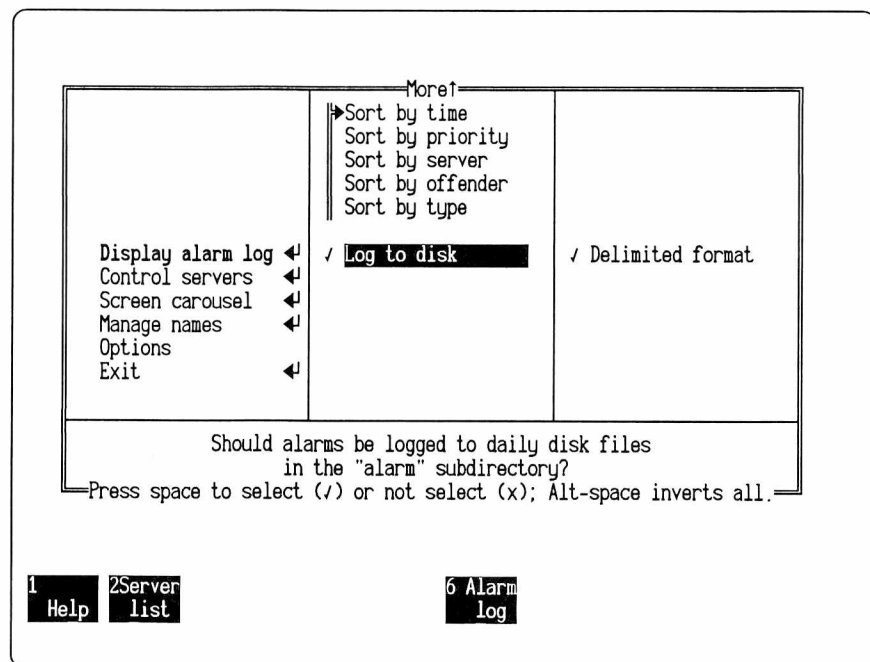 More↑
Sort by time
Sort by priority
Sort by server
Sort by offender
Sort by type
Display alarm log ↵ √ Log to disk √ Delimited format
Control servers ↵
Screen carousel ↵
Manage names ↵
Options
Exit ↵
Should alarms be logged to daily disk files
in the "alarm" subdirectory?
Press space to select (√) or not select (x); Alt-space inverts all.
1 Help
2Server list
6 Alarm log